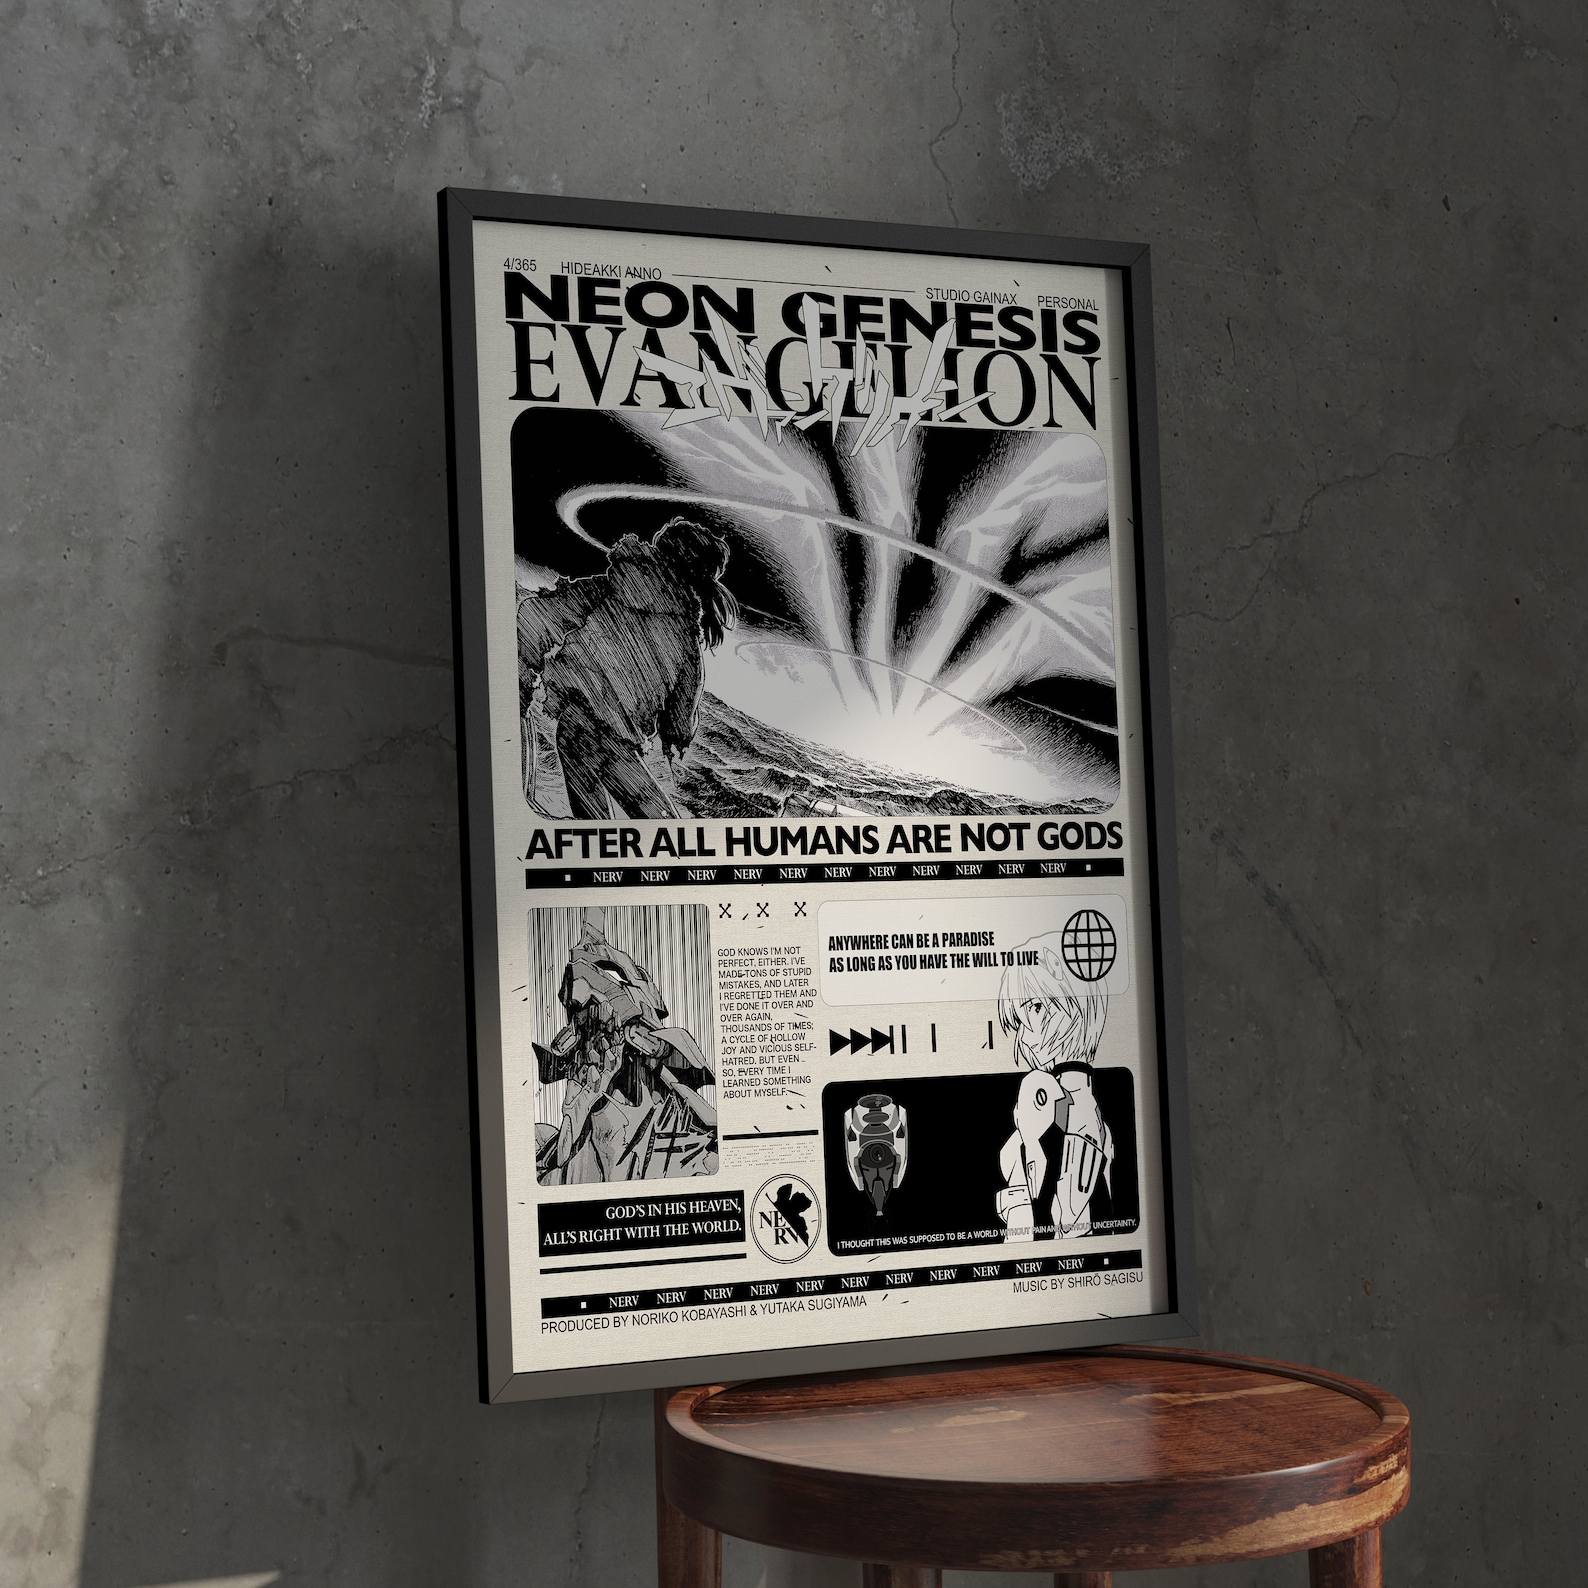 4/365 HIDEAKKI ANNO
STUDIO GAINAX PERSONAL
NEON GENESIS
EVANGELION
AFTER ALL HUMANS ARE NOT GODS
NERV NERV NERV NERV NERV NERV NERV NERV NERV NERV NERV
X X X
GOD KNOWS I'M NOT
PERFECT, EITHER. I'VE
MADE TONS OF STUPID
MISTAKES, AND LATER
I REGRETTED THEM AND
I'VE DONE IT OVER AND
OVER AGAIN,
THOUSANDS OF TIMES;
A CYCLE OF HOLLOW
JOY AND VICIOUS SELF-
HATRED. BUT EVEN
SO, EVERY TIME I
LEARNED SOMETHING
ABOUT MYSELF.
ANYWHERE CAN BE A PARADISE
AS LONG AS YOU HAVE THE WILL TO LIVE
GOD'S IN HIS HEAVEN,
ALL'S RIGHT WITH THE WORLD.
NE
RV
I THOUGHT THIS WAS SUPPOSED TO BE A WORLD WITHOUT PAIN AND WITHOUT UNCERTAINTY.
NERV NERV NERV NERV NERV NERV NERV NERV NERV NERV NERV
PRODUCED BY NORIKO KOBAYASHI & YUTAKA SUGIYAMA
MUSIC BY SHIRŌ SAGISU